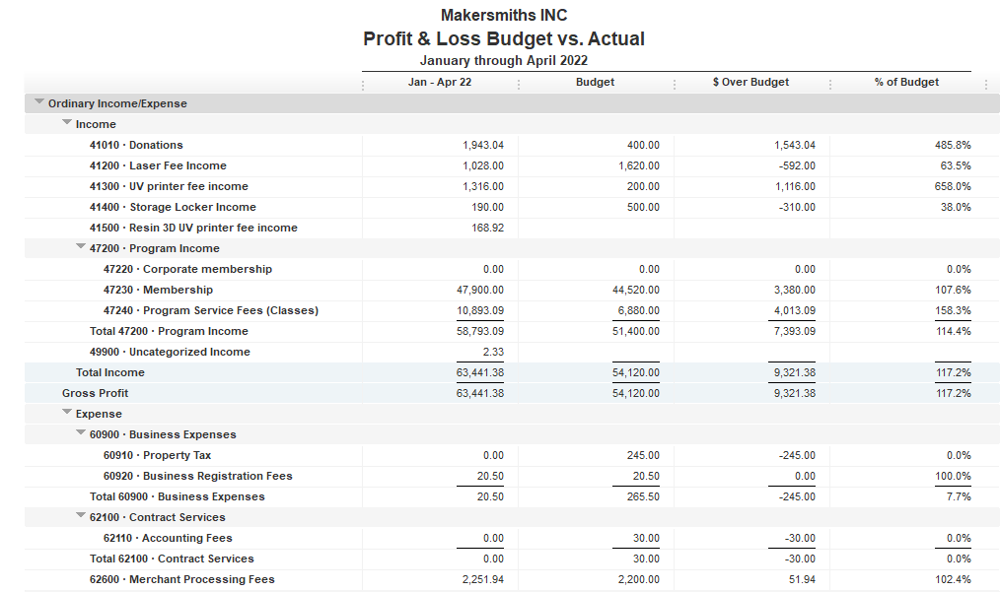 Makersmiths INC
Profit & Loss Budget vs. Actual
January through April 2022
Jan - Apr 22 Budget $ Over Budget % of Budget
Ordinary Income/Expense
Income
41010 · Donations 1,943.04 400.00 1,543.04 485.8%
41200 · Laser Fee Income 1,028.00 1,620.00 -592.00 63.5%
41300 · UV printer fee income 1,316.00 200.00 1,116.00 658.0%
41400 · Storage Locker Income 190.00 500.00 -310.00 38.0%
41500 · Resin 3D UV printer fee income 168.92
47200 · Program Income
47220 · Corporate membership 0.00 0.00 0.00 0.0%
47230 · Membership 47,900.00 44,520.00 3,380.00 107.6%
47240 · Program Service Fees (Classes) 10,893.09 6,880.00 4,013.09 158.3%
Total 47200 · Program Income 58,793.09 51,400.00 7,393.09 114.4%
49900 · Uncategorized Income 2.33
Total Income 63,441.38 54,120.00 9,321.38 117.2%
Gross Profit 63,441.38 54,120.00 9,321.38 117.2%
Expense
60900 · Business Expenses
60910 · Property Tax 0.00 245.00 -245.00 0.0%
60920 · Business Registration Fees 20.50 20.50 0.00 100.0%
Total 60900 · Business Expenses 20.50 265.50 -245.00 7.7%
62100 · Contract Services
62110 · Accounting Fees 0.00 30.00 -30.00 0.0%
Total 62100 · Contract Services 0.00 30.00 -30.00 0.0%
62600 · Merchant Processing Fees 2,251.94 2,200.00 51.94 102.4%